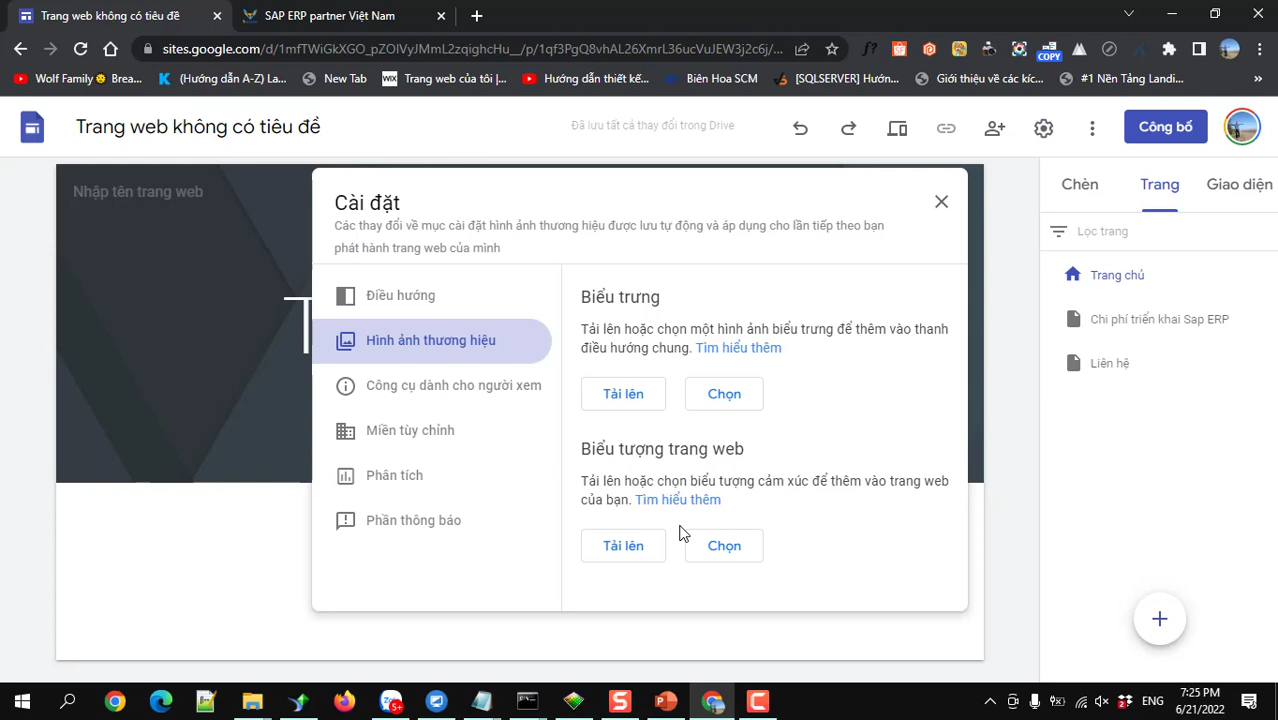 Trang web không có tiêu đề
SAP ERP partner Việt Nam
sites.google.com/d/1mfTWiGkXGO_pZOlVyJMmL2zqighcHu__/p/1qf3PgQ8vhAL26XmrL36ucVuJEW3j2c6j/...
Wolf Family🙂 Brea...
(Hướng dẫn A-Z) La...
New Tab
WIX Trang web của tôi |...
Hướng dẫn thiết kế...
Biên Hòa SCM
[SQLSERVER] Hướn...
Giới thiệu về các kíc...
#1 Nền Tảng Landi...
»
COPY
Trang web không có tiêu đề
Đã lưu tất cả thay đổi trong Drive
Công bố
Nhập tên trang web
T
Cài đặt
Các thay đổi về mục cài đặt hình ảnh thương hiệu được lưu tự động và áp dụng cho lần tiếp theo bạn
phát hành trang web của mình
Điều hướng
Hình ảnh thương hiệu
Công cụ dành cho người xem
Miền tùy chỉnh
Phân tích
Phần thông báo
Biểu trưng
Tải lên hoặc chọn một hình ảnh biểu trưng để thêm vào thanh
điều hướng chung. Tìm hiểu thêm
Tải lên
Chọn
Biểu tượng trang web
Tải lên hoặc chọn biểu tượng cảm xúc để thêm vào trang web
của bạn. Tìm hiểu thêm
Tải lên
Chọn
Chèn
Trang
Giao diện
Lọc trang
Trang chủ
Chi phí triển khai Sap ERP
Liên hệ
5+
ENG
7:25 PM
6/21/2022